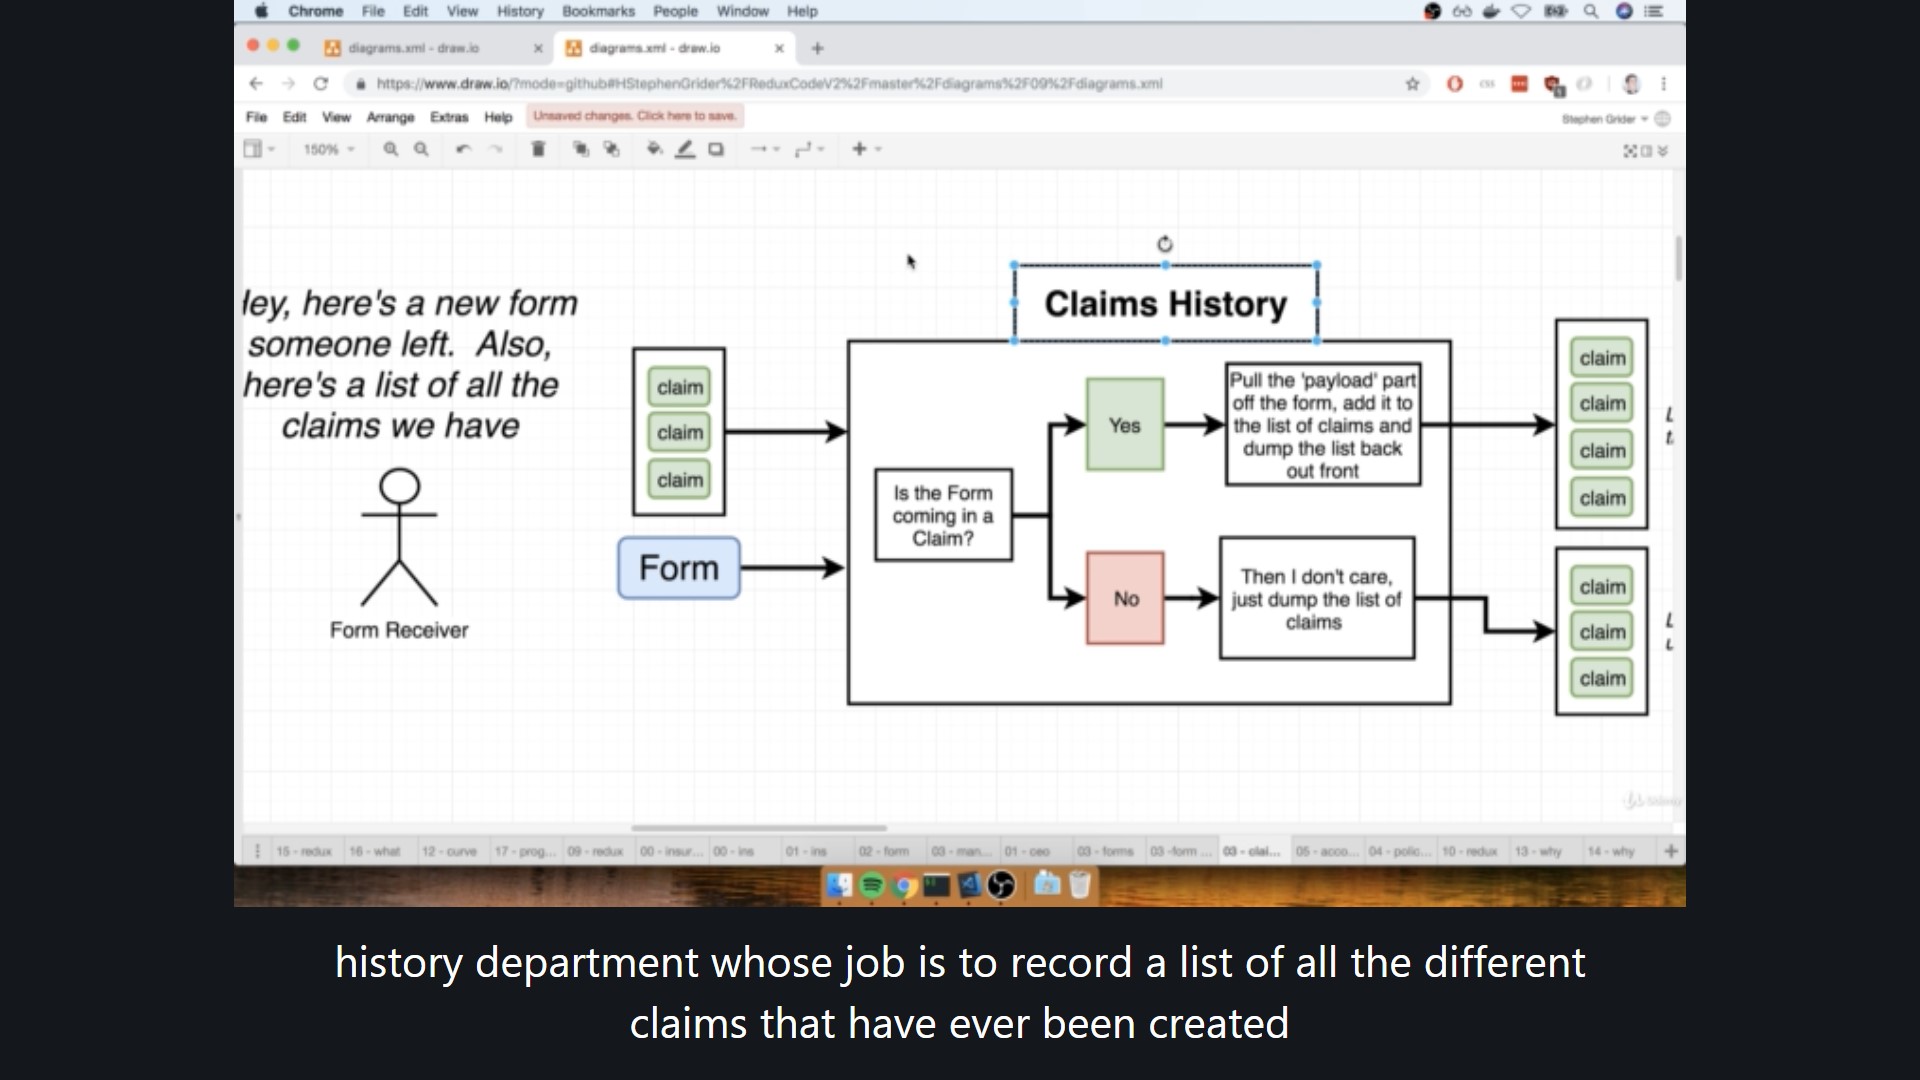 Chrome File Edit View History Bookmarks People Window Help
diagrams.xml - draw.io
diagrams.xml - draw.io
https://www.draw.io/?mode=github#HStephenGrider%2FReduxCodeV2%2Fmaster%2Fdiagrams%2F09%2Fdiagrams.xml
File Edit View Arrange Extras Help Unsaved changes. Click here to save.
Stephen Grider
150%
Claims History
ley, here's a new form
someone left. Also,
here's a list of all the
claims we have
Form Receiver
claim
claim
claim
Form
Is the Form
coming in a
Claim?
Yes
Pull the 'payload' part
off the form, add it to
the list of claims and
dump the list back
out front
No
Then I don't care,
just dump the list of
claims
claim
claim
claim
claim
claim
claim
claim
15 - redux 16 - what 12 - curve 17 - prog... 09 - redux 00 - insur... 00 - ins 01 - ins 02 - form 03 - man... 01 - ceo 03 - forms 03 -form ... 03 - clai... 05 - acco... 04 - polic... 10 - redux 13 - why 14 - why
history department whose job is to record a list of all the different
claims that have ever been created